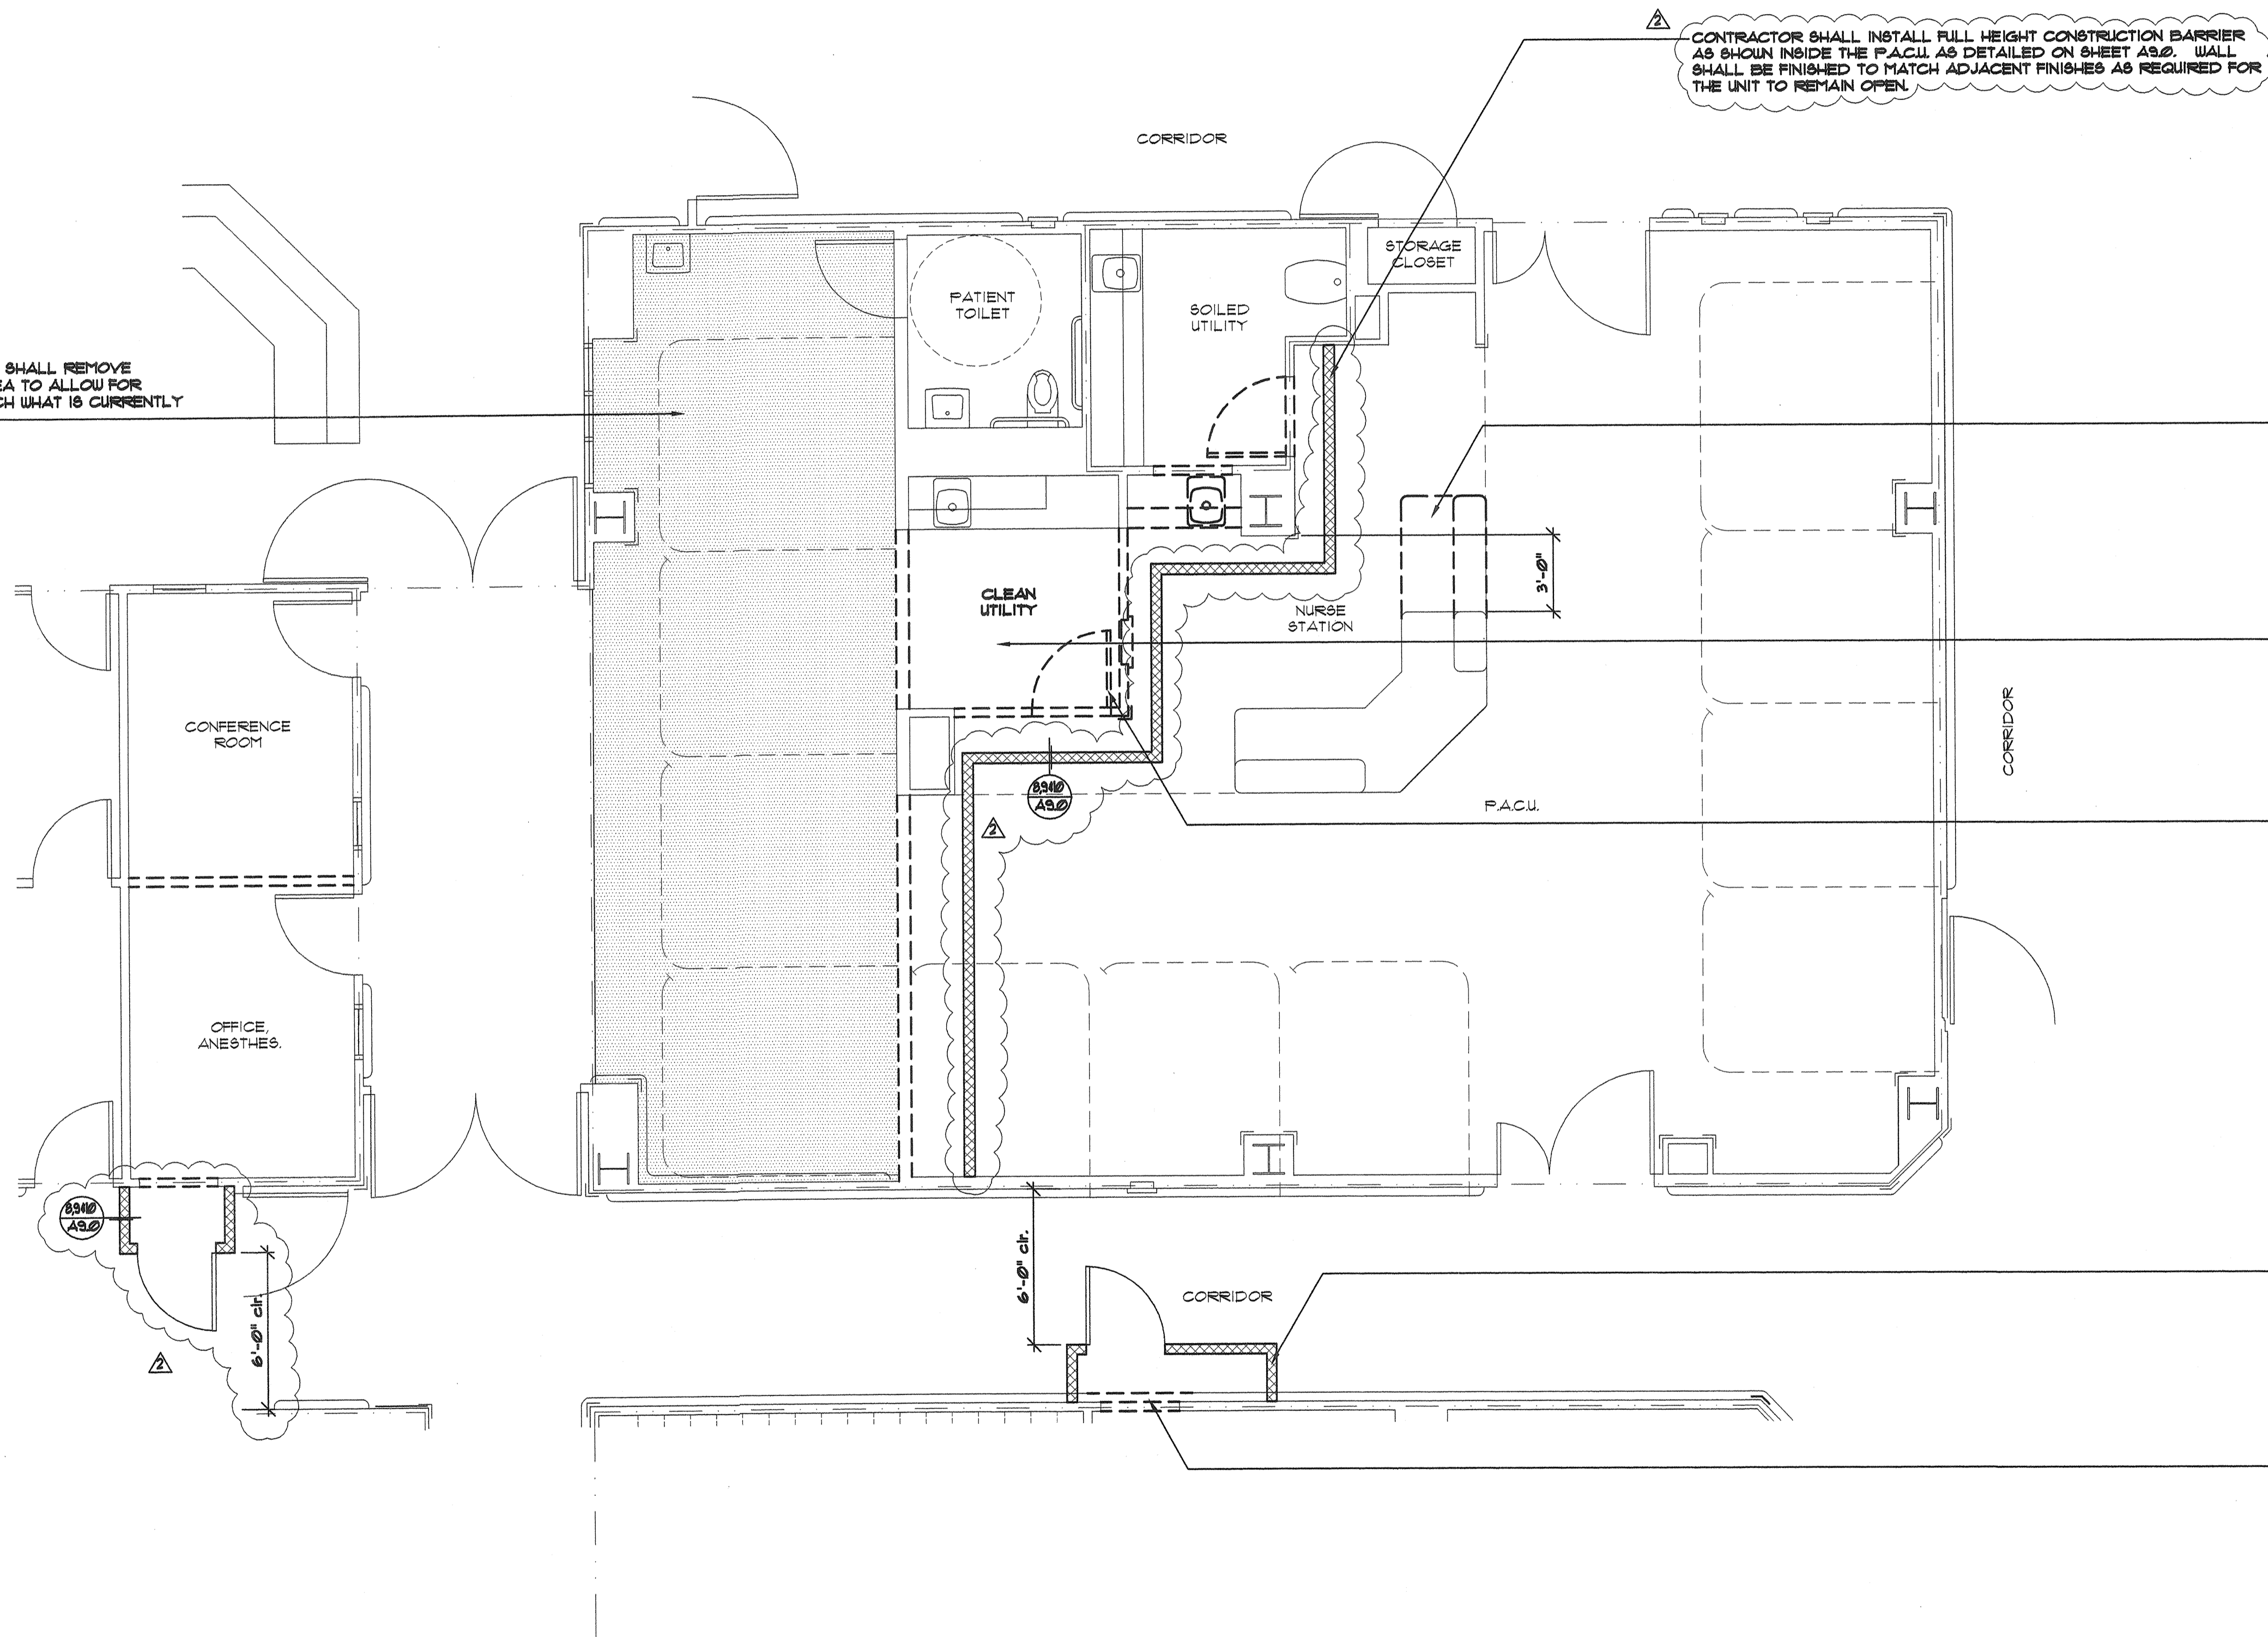 2
CONTRACTOR SHALL INSTALL FULL HEIGHT CONSTRUCTION BARRIER
AS SHOWN INSIDE THE P.A.C.U. AS DETAILED ON SHEET A9.0. WALL
SHALL BE FINISHED TO MATCH ADJACENT FINISHES AS REQUIRED FOR
THE UNIT TO REMAIN OPEN.
CORRIDOR
STORAGE
CLOSET
PATIENT
TOILET
SOILED
UTILITY
SHALL REMOVE
EA TO ALLOW FOR
CH WHAT IS CURRENTLY
3'-0"
CLEAN
UTILITY
NURSE
STATION
CONFERENCE
ROOM
CORRIDOR
A9.0
P.A.C.U.
2
OFFICE,
ANESTHES.
A9.0
6'-0" clr.
6'-0" clr.
CORRIDOR
2